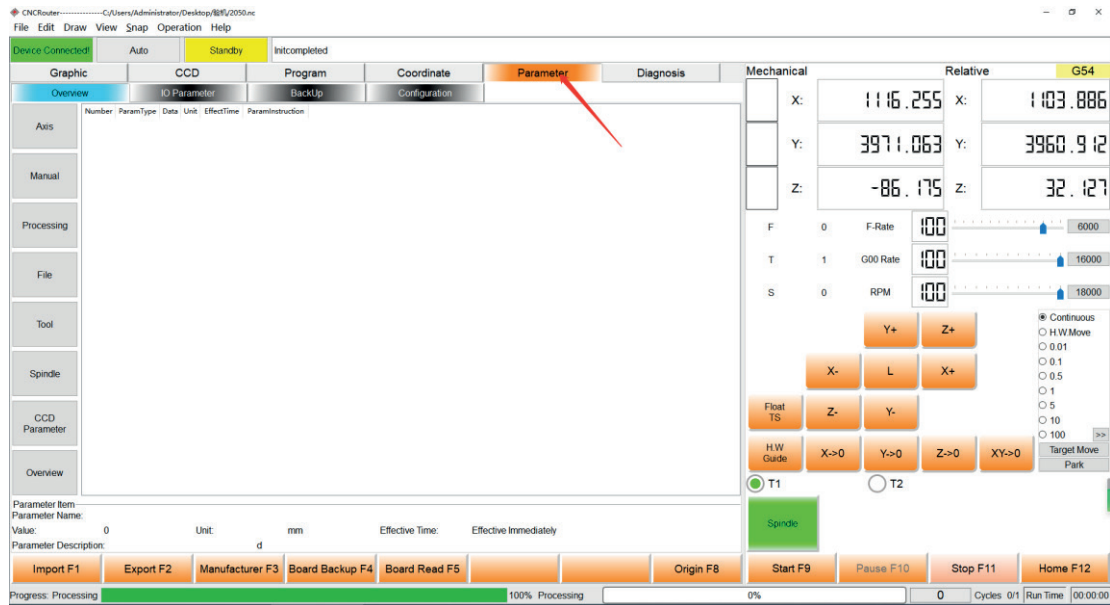 CNCRouter---------------C:/Users/Administrator/Desktop/验机/2050.nc
File Edit Draw View Snap Operation Help
Device Connected! Auto Standby Initcompleted
Graphic CCD Program Coordinate Parameter Diagnosis
Overview IO Parameter BackUp Configuration
Number ParamType Data Unit EffectTime ParamInstruction
Axis
Manual
Processing
File
Tool
Spindle
CCD
Parameter
Overview
Parameter Item
Parameter Name:
Value: 0 Unit: mm Effective Time: Effective Immediately
Parameter Description: d
Mechanical Relative G54
X: 1116.255 X: 1103.886
Y: 3971.063 Y: 3960.912
Z: -86.175 Z: 32.127
F 0 F-Rate 100 6000
T 1 G00 Rate 100 16000
S 0 RPM 100 18000
Y+ Z+
X- L X+
Float
TS
Z- Y-
H.W
Guide
X->0 Y->0 Z->0 XY->0
Continuous
H.W.Move
0.01
0.1
0.5
1
5
10
100 >>
Target Move
Park
T1 T2
Spindle
Import F1 Export F2 Manufacturer F3 Board Backup F4 Board Read F5 Origin F8 Start F9 Pause F10 Stop F11 Home F12
Progress: Processing 100% Processing 0% 0 Cycles 0/1 Run Time 00:00:00